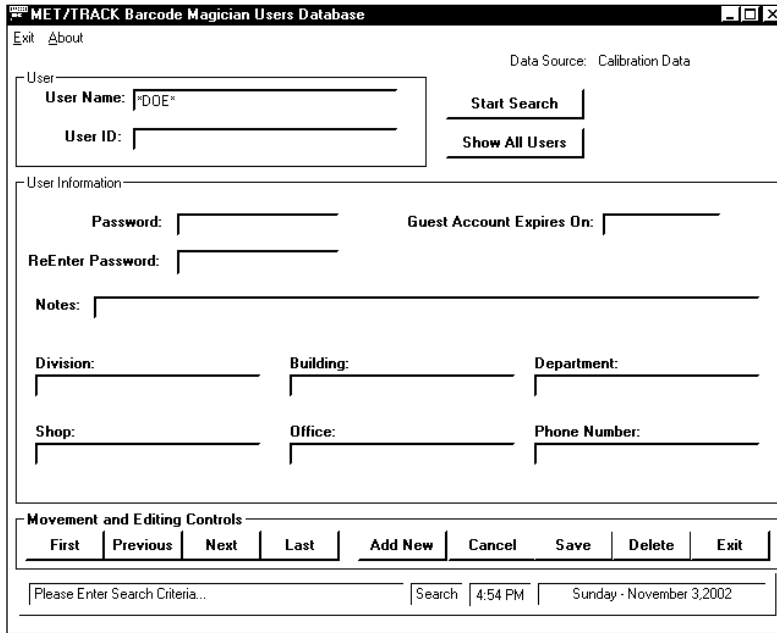 MET/TRACK Barcode Magician Users Database
Exit About
Data Source: Calibration Data
User
User Name: *DOE*
Start Search
User ID:
Show All Users
User Information
Password:
Guest Account Expires On:
ReEnter Password:
Notes:
Division: Building: Department:
Shop: Office: Phone Number:
Movement and Editing Controls
First Previous Next Last Add New Cancel Save Delete Exit
Please Enter Search Criteria... Search 4:54 PM Sunday - November 3,2002